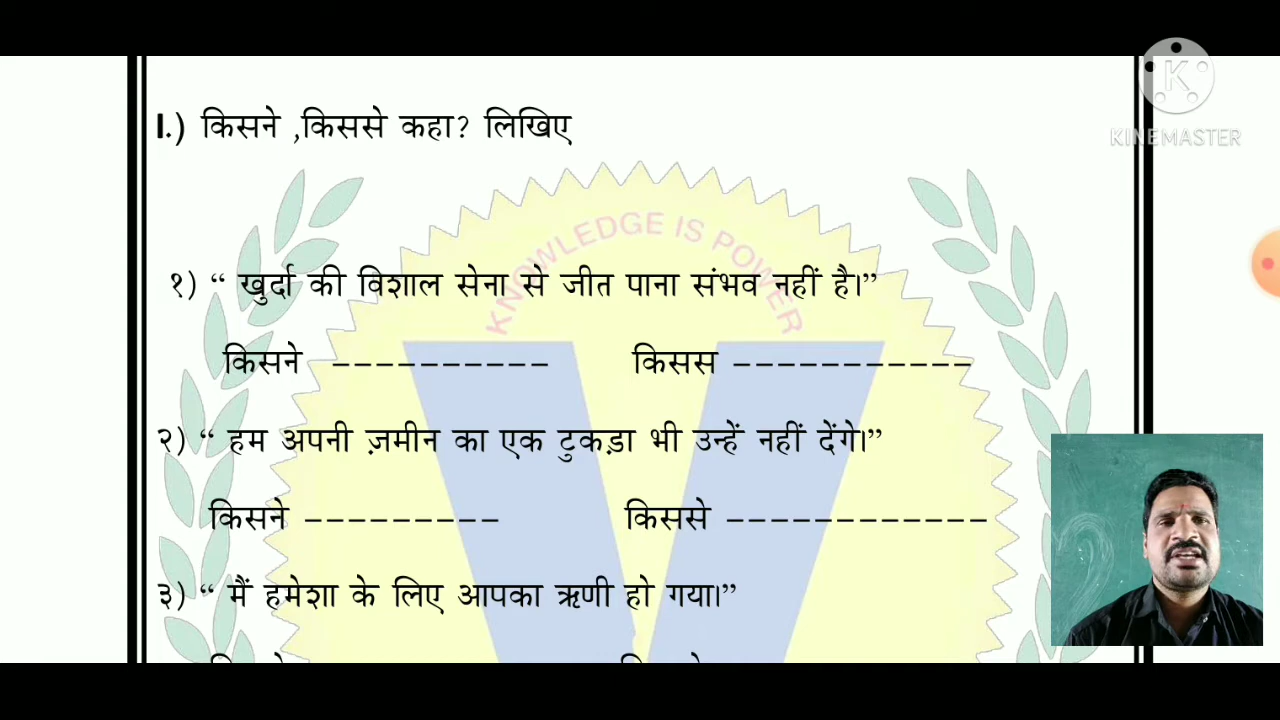 KINEMASTER
I.) किसने ,किससे कहा? लिखिए
KNOWLEDGE IS POWER
१) “ खुर्दा की विशाल सेना से जीत पाना संभव नहीं है।”
किसने ---------- किसस -----------
२) “ हम अपनी ज़मीन का एक टुकड़ा भी उन्हें नहीं देंगे।”
किसने --------- किससे ------------
३) “ मैं हमेशा के लिए आपका ऋणी हो गया।”